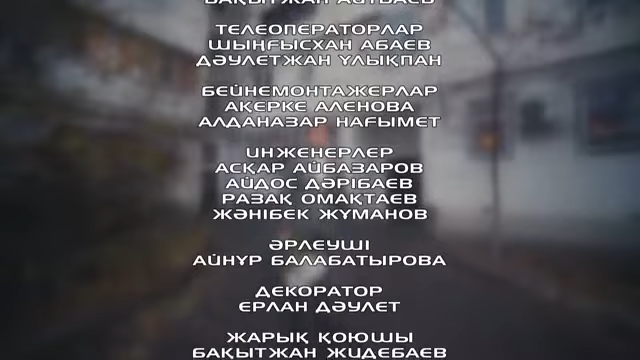 ТЕЛЕОПЕРАТОРЛАР
ШЫҢҒЫСХАН АБАЕВ
ДӘУЛЕТЖАН ҰЛЫҚПАН
БЕЙНЕМОНТАЖЕРЛАР
АҚЕРКЕ АЛЕНОВА
АЛДАНАЗАР НАҒЫМЕТ
ИНЖЕНЕРЛЕР
АСҚАР АЙБАЗАРОВ
АЙДОС ДӘРІБАЕВ
РАЗАҚ ОМАҚТАЕВ
ЖӘНІБЕК ЖҰМАНОВ
ӘРЛЕУШІ
АЙНҰР БАЛАБАТЫРОВА
ДЕКОРАТОР
ЕРЛАН ДӘУЛЕТ
ЖАРЫҚ ҚОЮШЫ
БАҚЫТЖАН ЖИДЕБАЕВ